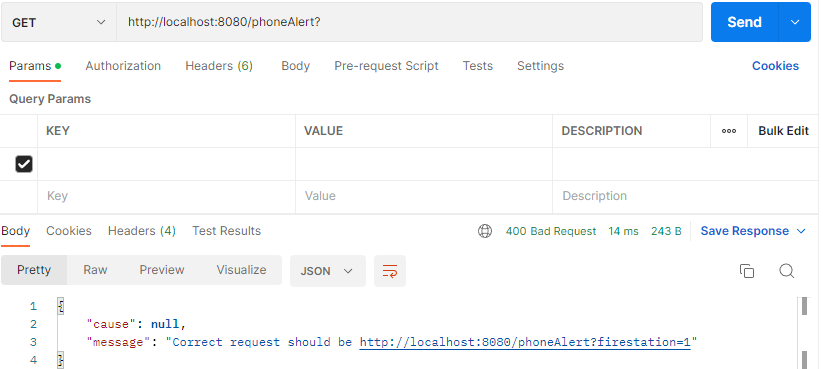 GET http://localhost:8080/phoneAlert? Send
Params Authorization Headers (6) Body Pre-request Script Tests Settings Cookies
Query Params
KEY VALUE DESCRIPTION ooo Bulk Edit
Key Value Description
Body Cookies Headers (4) Test Results 400 Bad Request 14 ms 243 B Save Response
Pretty Raw Preview Visualize JSON
1 {
2 "cause": null,
3 "message": "Correct request should be http://localhost:8080/phoneAlert?firestation=1"
4 }